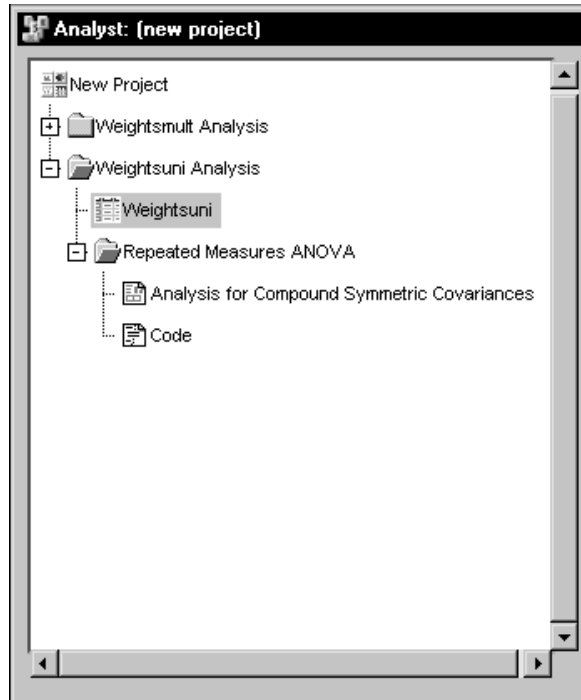 Analyst: (new project)
New Project
Weightsmult Analysis
Weightsuni Analysis
Weightsuni
Repeated Measures ANOVA
Analysis for Compound Symmetric Covariances
Code